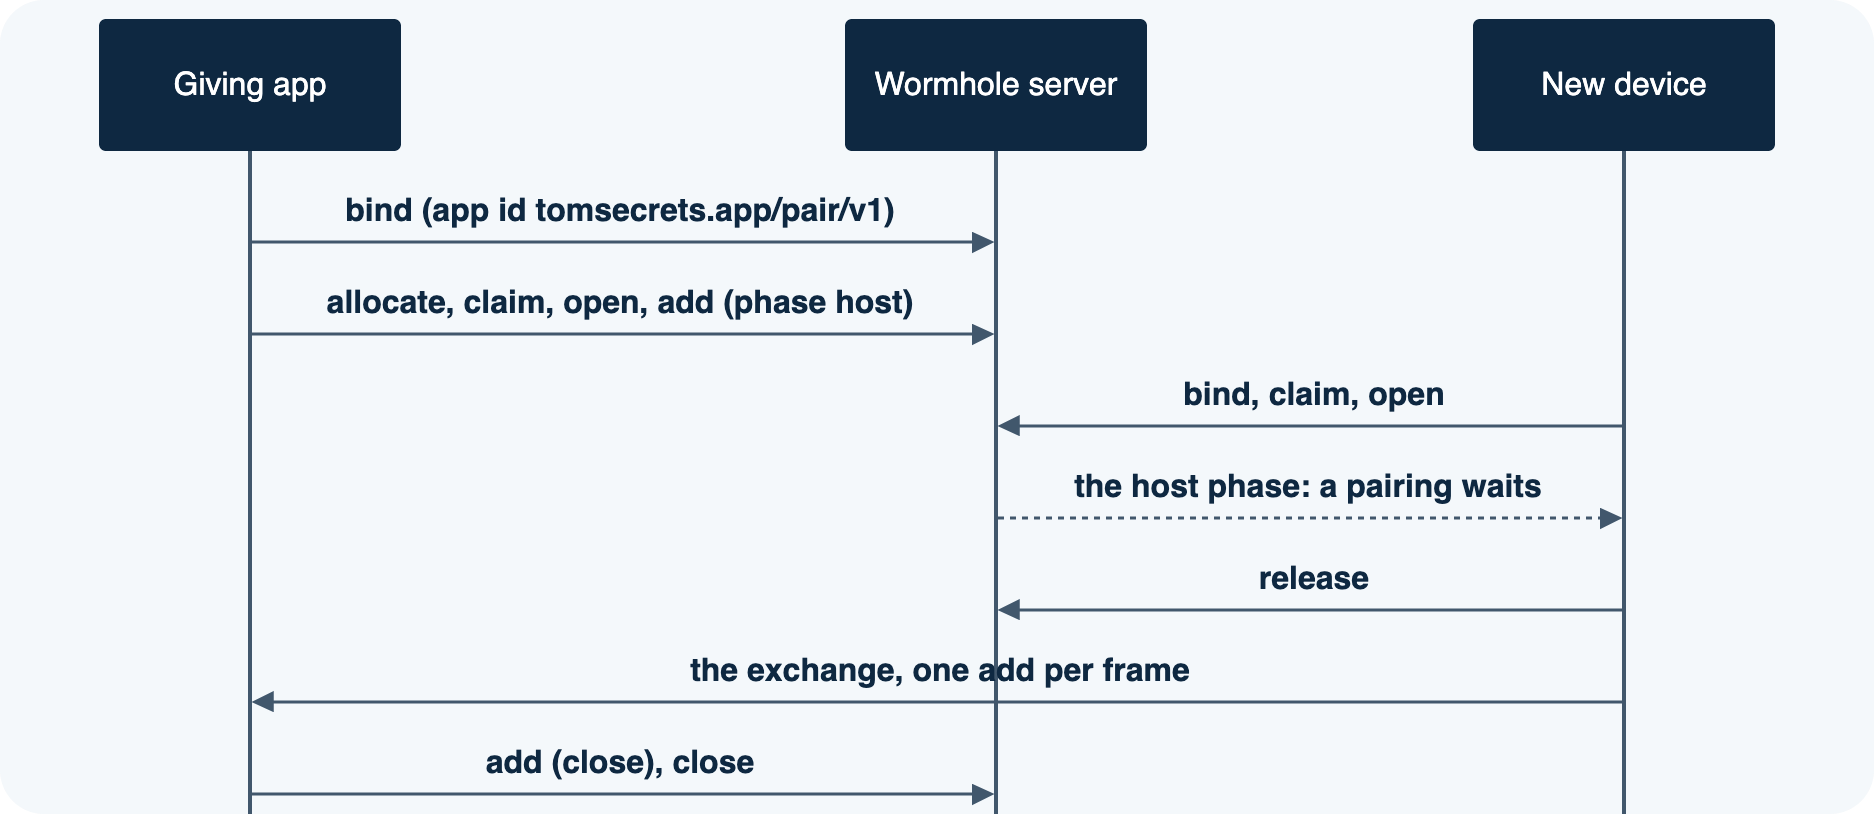 Giving app
Wormhole server
New device
bind (app id tomsecrets.app/pair/v1)
allocate, claim, open, add (phase host)
bind, claim, open
the host phase: a pairing waits
release
the exchange, one add per frame
add (close), close